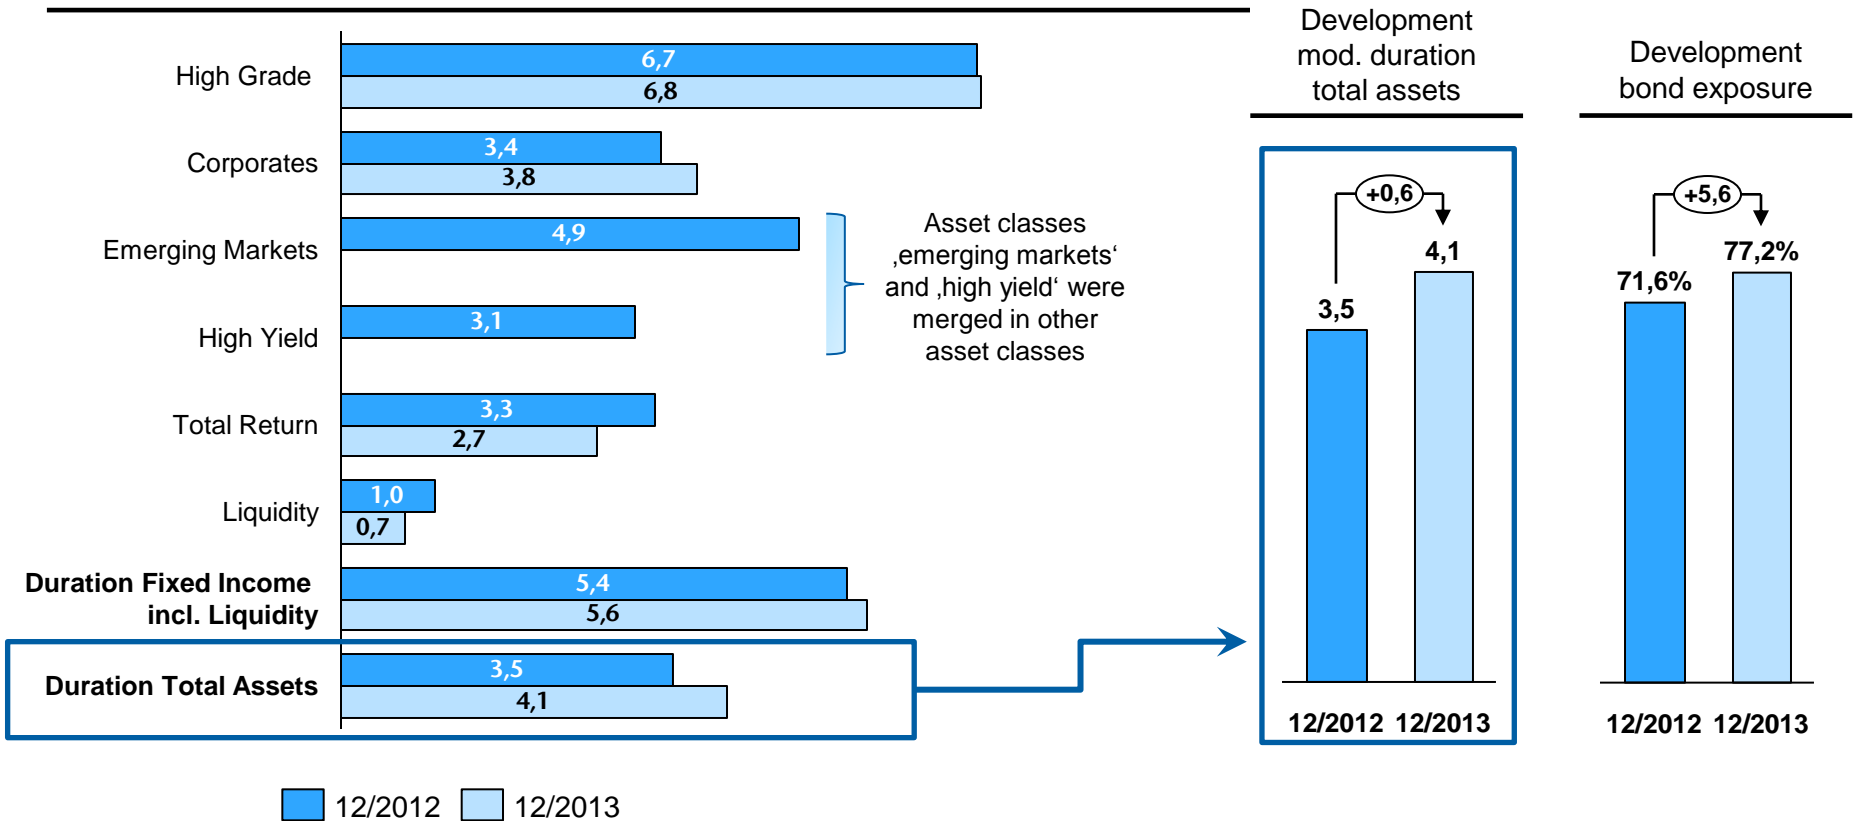 High Grade
6,7
6,8
Corporates
3,4
3,8
Emerging Markets
4,9
High Yield
3,1
Asset classes
‚emerging markets‘
and ‚high yield‘ were
merged in other
asset classes
Total Return
3,3
2,7
Liquidity
1,0
0,7
Duration Fixed Income
incl. Liquidity
5,4
5,6
Duration Total Assets
3,5
4,1
12/2012
12/2013
Development
mod. duration
total assets
+0,6
3,5
4,1
12/2012
12/2013
Development
bond exposure
+5,6
71,6%
77,2%
12/2012
12/2013